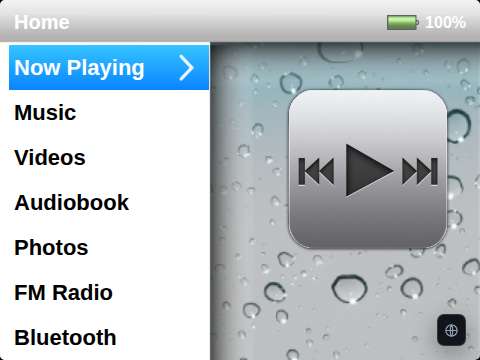 Home
100%
Now Playing
Music
Videos
Audiobook
Photos
FM Radio
Bluetooth